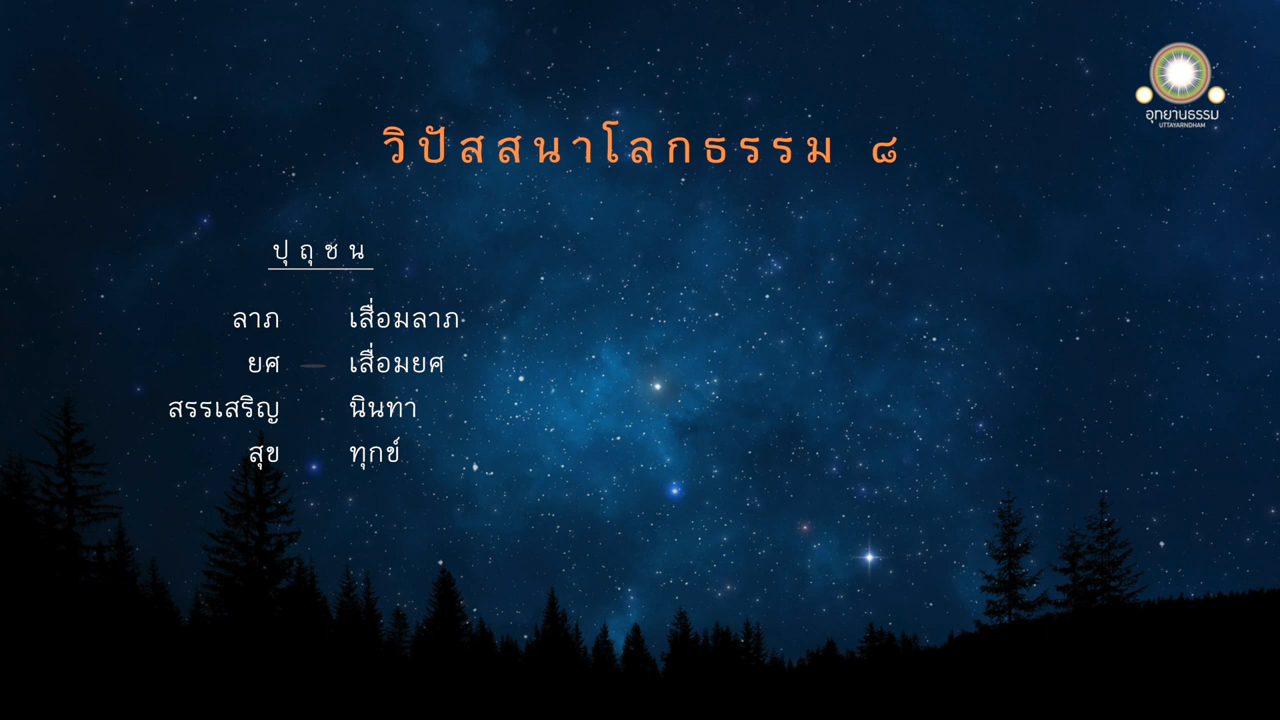 อุทยานธรรม
UTTAYARNDHAM
วิปัสสนาโลกธรรม ๘
ปุถุชน
ลาภ เสื่อมลาภ
ยศ เสื่อมยศ
สรรเสริญ นินทา
สุข ทุกข์